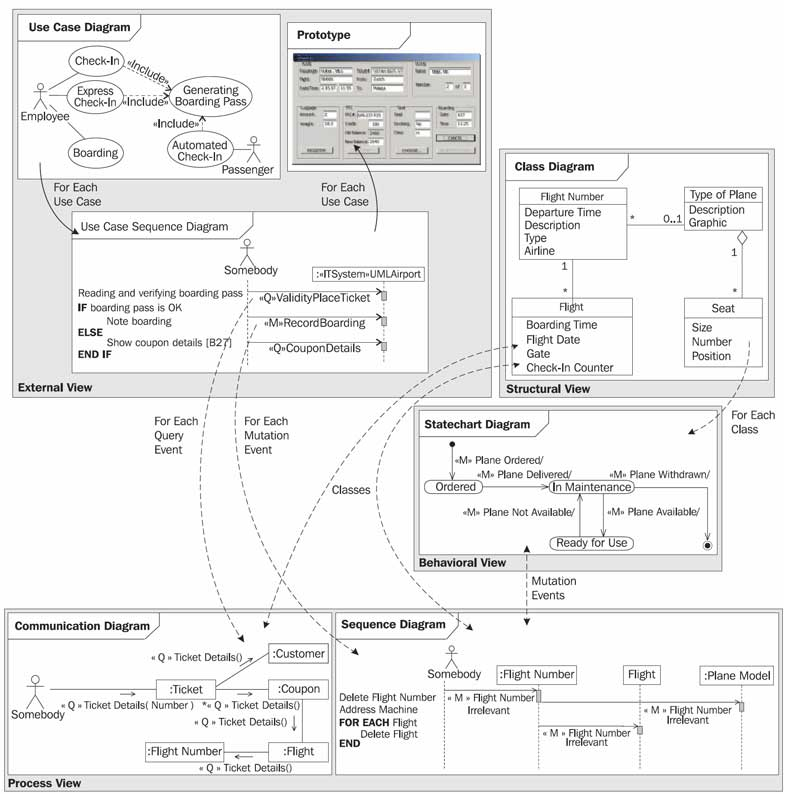 Use Case Diagram
Check-In
«Include»
Express
Check-In
«Include»
Generating
Boarding Pass
Employee
«Include»
Boarding
Automated
Check-In
Passenger
Prototype
For Each
Use Case
For Each
Use Case
Use Case Sequence Diagram
Somebody
:«ITSystem»UMLAirport
Reading and verifying boarding pass
IF boarding pass is OK
Note boarding
ELSE
Show coupon details [B27]
END IF
«Q»ValidityPlaceTicket
«M»RecordBoarding
«Q»CouponDetails
External View
Class Diagram
Flight Number
Departure Time
Description
Type
Airline
*
0..1
Type of Plane
Description
Graphic
1
1
*
*
Flight
Boarding Time
Flight Date
Gate
Check-In Counter
Seat
Size
Number
Position
Structural View
For Each
Query
Event
For Each
Mutation
Event
Classes
For Each
Class
Statechart Diagram
«M» Plane Ordered/
«M» Plane Delivered/
«M» Plane Withdrawn/
Ordered
In Maintenance
«M» Plane Not Available/
«M» Plane Available/
Ready for Use
Behavioral View
Mutation
Events
Communication Diagram
« Q » Ticket Details()
:Customer
Somebody
:Ticket
:Coupon
« Q » Ticket Details( Number )
*« Q » Ticket Details()
« Q » Ticket Details()
:Flight Number
:Flight
« Q » Ticket Details()
Process View
Sequence Diagram
Somebody
:Flight Number
Flight
:Plane Model
Delete Flight Number
Address Machine
FOR EACH Flight
Delete Flight
END
« M » Flight Number
Irrelevant
« M » Flight Number
Irrelevant
« M » Flight Number
Irrelevant